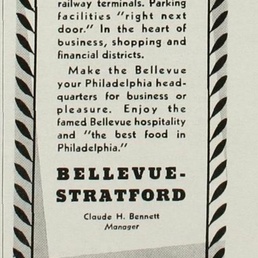 railway terminals. Parking
facilities "right next
door." In the heart of
business, shopping and
financial districts.
Make the Bellevue
your Philadelphia head-
quarters for business or
pleasure. Enjoy the
famed Bellevue hospitality
and "the best food in
Philadelphia."
BELLEVUE-
STRATFORD
Claude H. Bennett
Manager